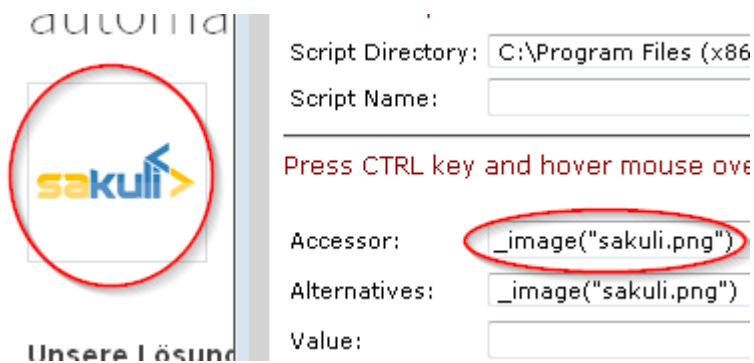 automa
sakuli
Unsere Lösung
Script Directory: C:\Program Files (x86
Script Name:
Press CTRL key and hover mouse ove
Accessor: _image("sakuli.png")
Alternatives: _image("sakuli.png")
Value: